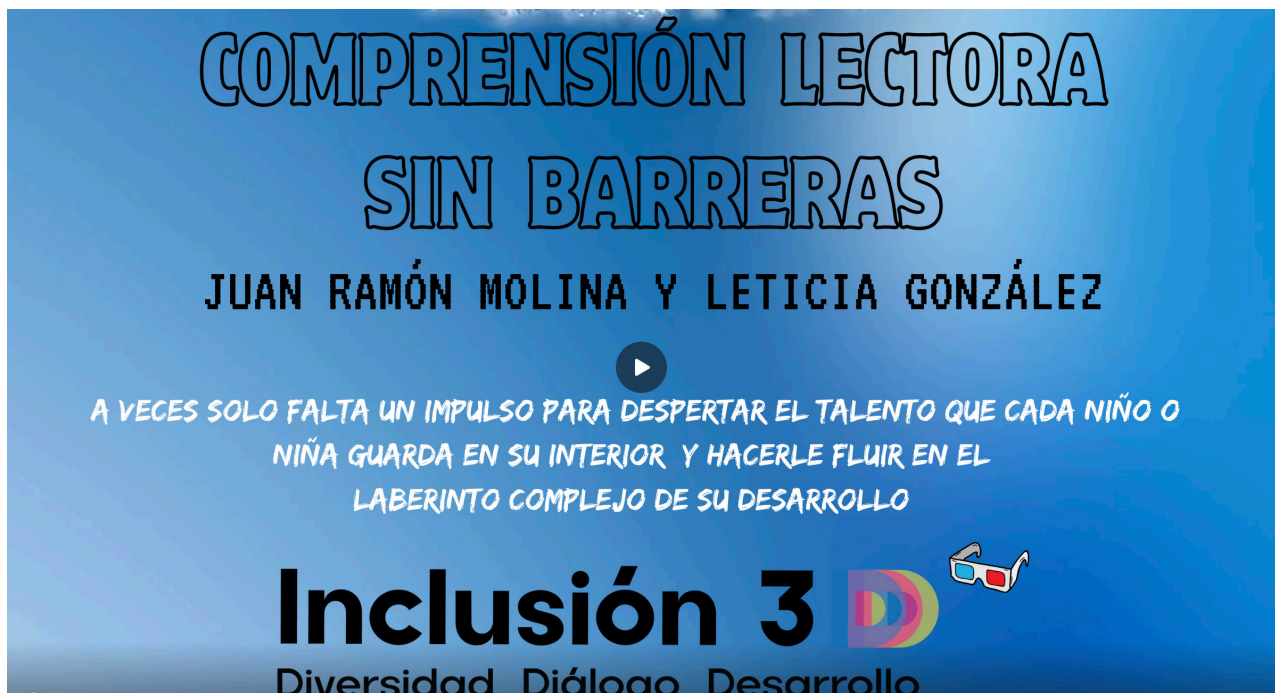 COMPRENSIÓN LECTORA
SIN BARRERAS
JUAN RAMÓN MOLINA Y LETICIA GONZÁLEZ
A VECES SOLO FALTA UN IMPULSO PARA DESPERTAR EL TALENTO QUE CADA NIÑO O
NIÑA GUARDA EN SU INTERIOR Y HACERLE FLUIR EN EL
LABERINTO COMPLEJO DE SU DESARROLLO
Inclusión 3 D
Diversidad Diálogo Desarrollo